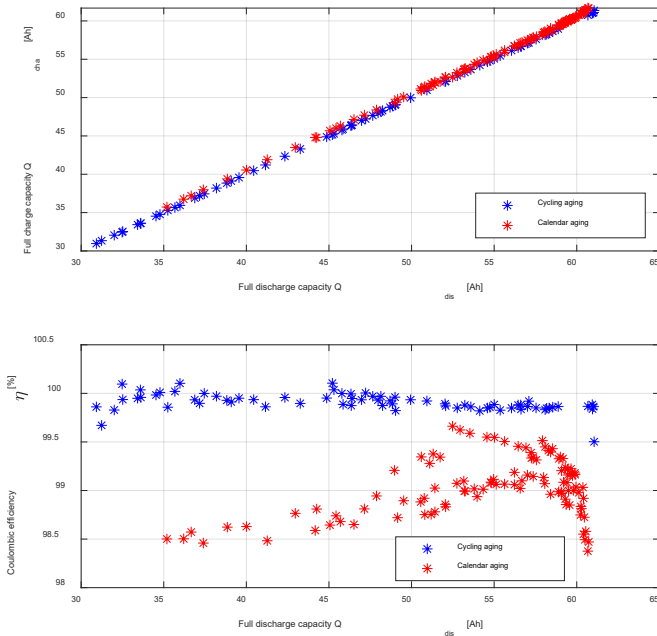 60
[Ah]
55
cha
50
45
40
35
Full charge capacity Q
30
Cycling aging
Calendar aging
30 35 40 45 50 55 60 65
Full discharge capacity Q dis [Ah]
100.5
η [%]
100
99.5
99
98.5
98
Coulombic efficiency
Cycling aging
Calendar aging
30 35 40 45 50 55 60 65
Full discharge capacity Q dis [Ah]